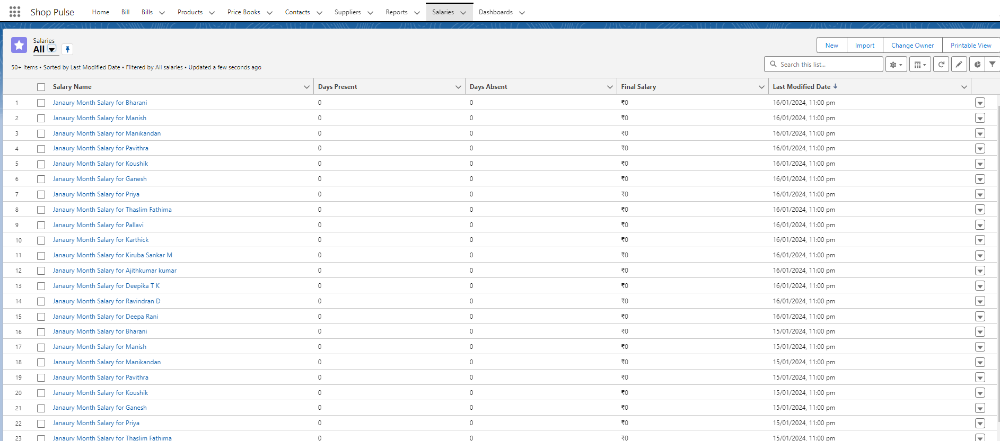 Shop Pulse Home Bill Bills Products Price Books Contacts Suppliers Reports Salaries Dashboards
Salaries
All
New Import Change Owner Printable View
50+ items • Sorted by Last Modified Date • Filtered by All salaries • Updated a few seconds ago
Search this list...
Salary Name Days Present Days Absent Final Salary Last Modified Date
1 Janaury Month Salary for Bharani 0 0 ₹0 16/01/2024, 11:00 pm
2 Janaury Month Salary for Manish 0 0 ₹0 16/01/2024, 11:00 pm
3 Janaury Month Salary for Manikandan 0 0 ₹0 16/01/2024, 11:00 pm
4 Janaury Month Salary for Pavithra 0 0 ₹0 16/01/2024, 11:00 pm
5 Janaury Month Salary for Koushik 0 0 ₹0 16/01/2024, 11:00 pm
6 Janaury Month Salary for Ganesh 0 0 ₹0 16/01/2024, 11:00 pm
7 Janaury Month Salary for Priya 0 0 ₹0 16/01/2024, 11:00 pm
8 Janaury Month Salary for Thaslim Fathima 0 0 ₹0 16/01/2024, 11:00 pm
9 Janaury Month Salary for Pallavi 0 0 ₹0 16/01/2024, 11:00 pm
10 Janaury Month Salary for Karthick 0 0 ₹0 16/01/2024, 11:00 pm
11 Janaury Month Salary for Kiruba Sankar M 0 0 ₹0 16/01/2024, 11:00 pm
12 Janaury Month Salary for Ajithkumar kumar 0 0 ₹0 16/01/2024, 11:00 pm
13 Janaury Month Salary for Deepika T K 0 0 ₹0 16/01/2024, 11:00 pm
14 Janaury Month Salary for Ravindran D 0 0 ₹0 16/01/2024, 11:00 pm
15 Janaury Month Salary for Deepa Rani 0 0 ₹0 16/01/2024, 11:00 pm
16 Janaury Month Salary for Bharani 0 0 ₹0 15/01/2024, 11:00 pm
17 Janaury Month Salary for Manish 0 0 ₹0 15/01/2024, 11:00 pm
18 Janaury Month Salary for Manikandan 0 0 ₹0 15/01/2024, 11:00 pm
19 Janaury Month Salary for Pavithra 0 0 ₹0 15/01/2024, 11:00 pm
20 Janaury Month Salary for Koushik 0 0 ₹0 15/01/2024, 11:00 pm
21 Janaury Month Salary for Ganesh 0 0 ₹0 15/01/2024, 11:00 pm
22 Janaury Month Salary for Priya 0 0 ₹0 15/01/2024, 11:00 pm
23 Janaury Month Salary for Thaslim Fathima 0 0 ₹0 15/01/2024, 11:00 pm